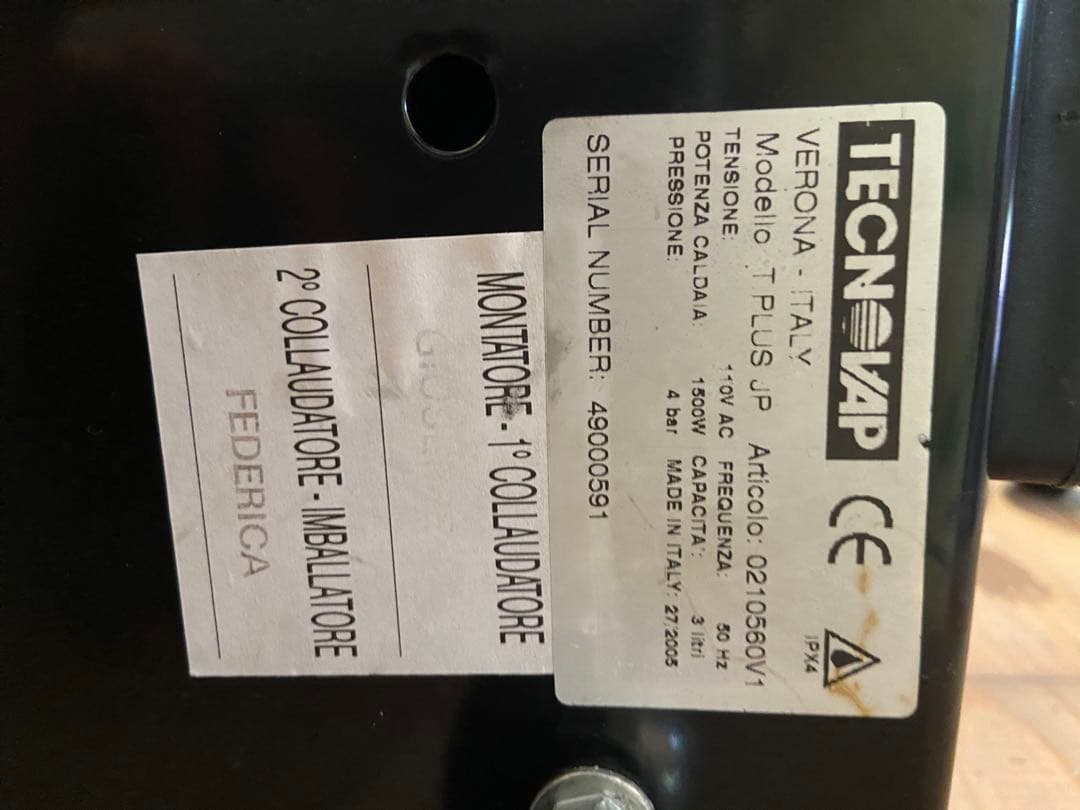 TECNOVAP CE
VERONA - ITALY IPX4
Modello: T PLUS JP Articolo: 0210560V1
TENSIONE: 110V AC FREQUENZA: 50 Hz
POTENZA CALDAIA: 1500W CAPACITA': 3 litri
PRESSIONE: 4 bar MADE IN ITALY: 27/2005
SERIAL NUMBER: 49000591
MONTATORE - 1° COLLAUDATORE
2° COLLAUDATORE - IMBALLATORE
FEDERICA